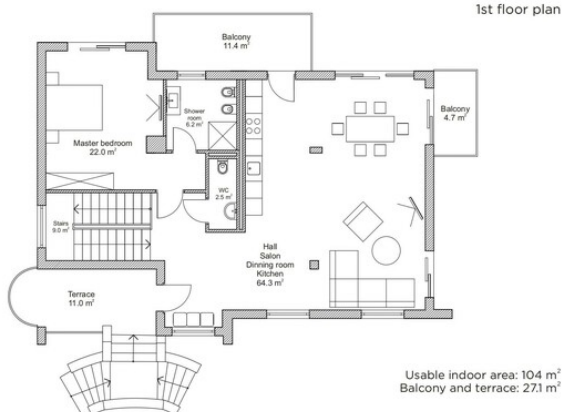 1st floor plan
Balcony
11.4 m²
Balcony
4.7 m²
Shower
room
6.2 m²
Master bedroom
22.0 m²
WC
2.5 m²
Stairs
9.0 m²
Hall
Salon
Dinning room
Kitchen
64.3 m²
Terrace
11.0 m²
Usable indoor area: 104 m²
Balcony and terrace: 27.1 m²